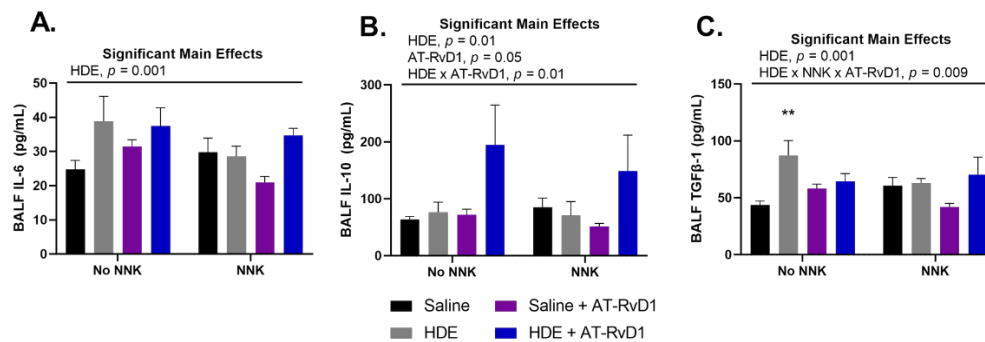 A.
Significant Main Effects
HDE, p = 0.001
BALF IL-6 (pg/mL)
50
40
30
20
10
0
No NNK
NNK
B.
Significant Main Effects
HDE, p = 0.01
AT-RvD1, p = 0.05
HDE x AT-RvD1, p = 0.01
BALF IL-10 (pg/mL)
300
200
100
0
No NNK
NNK
C.
Significant Main Effects
HDE, p = 0.001
HDE x NNK x AT-RvD1, p = 0.009
BALF TGFβ-1 (pg/mL)
150
100
50
0
**
No NNK
NNK
Saline
Saline + AT-RvD1
HDE
HDE + AT-RvD1